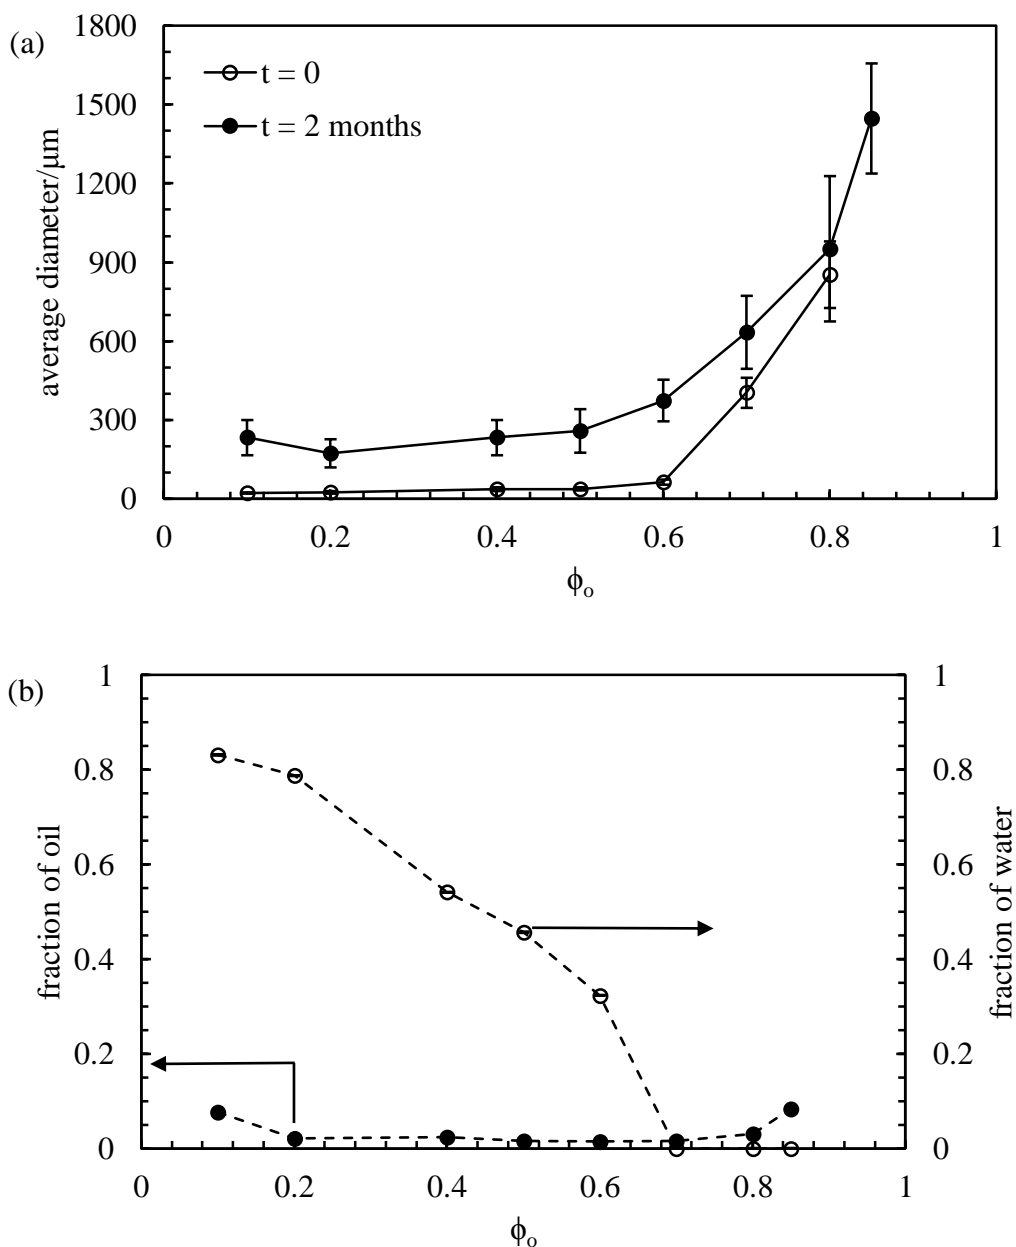 (a)
1800
1500
1200
900
600
300
0
average diameter/µm
t = 0
t = 2 months
0 0.2 0.4 0.6 0.8 1
ϕo
(b)
1
0.8
0.6
0.4
0.2
0
fraction of oil
1
0.8
0.6
0.4
0.2
0
fraction of water
0 0.2 0.4 0.6 0.8 1
ϕo